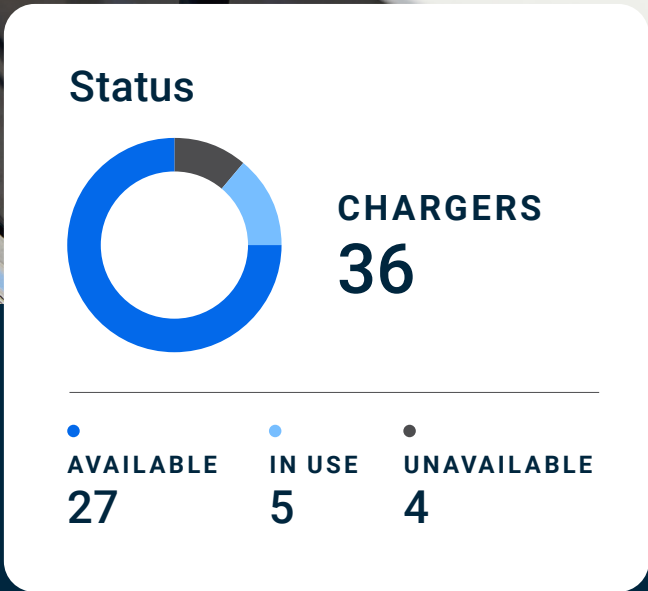 Status
CHARGERS
36
AVAILABLE
27
IN USE
5
UNAVAILABLE
4